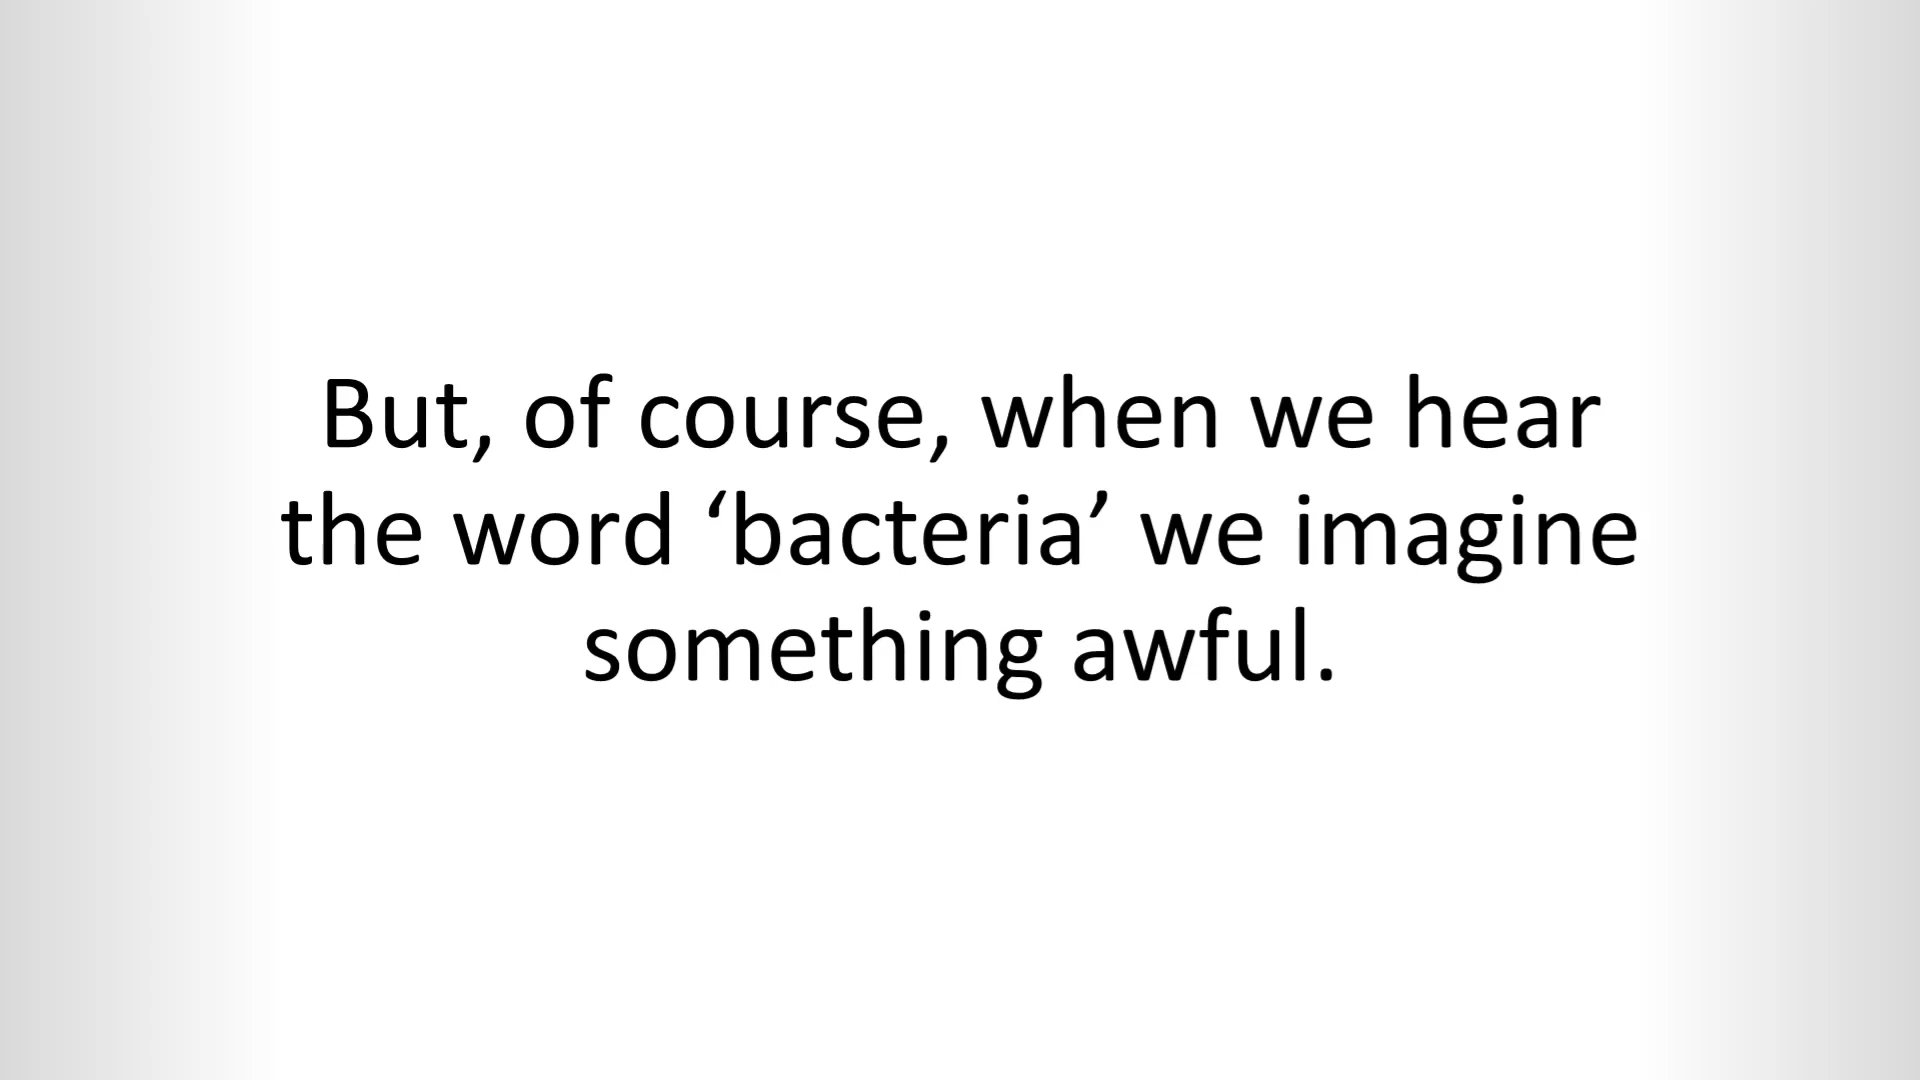 But, of course, when we hear
the word ‘bacteria’ we imagine
something awful.